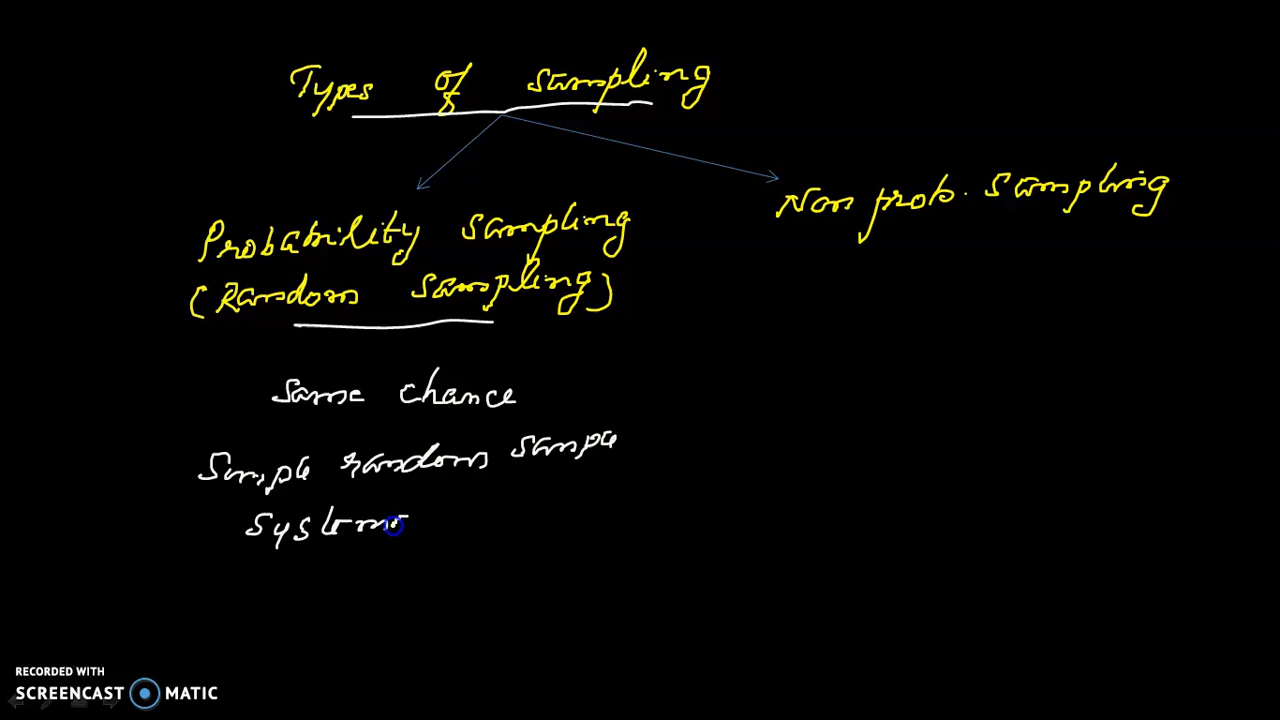 Types of sampling
Probability sampling
(Random sampling)
Non prob. sampling
Same chance
Simple random sample
System
RECORDED WITH
SCREENCAST MATIC